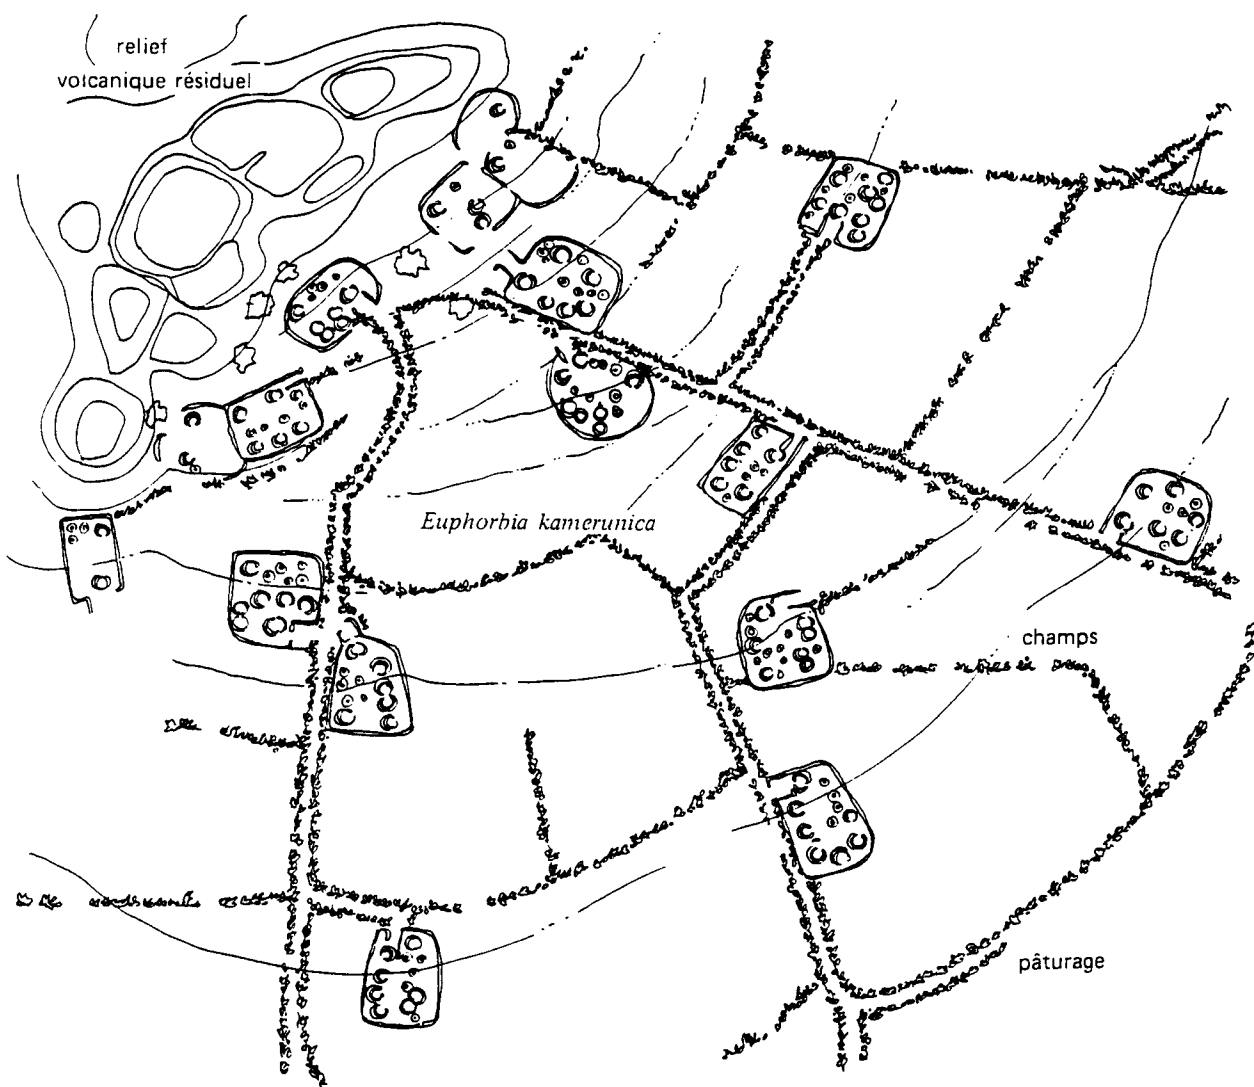 relief
volcanique résiduel
Euphorbia kamerunica
champs
pâturage